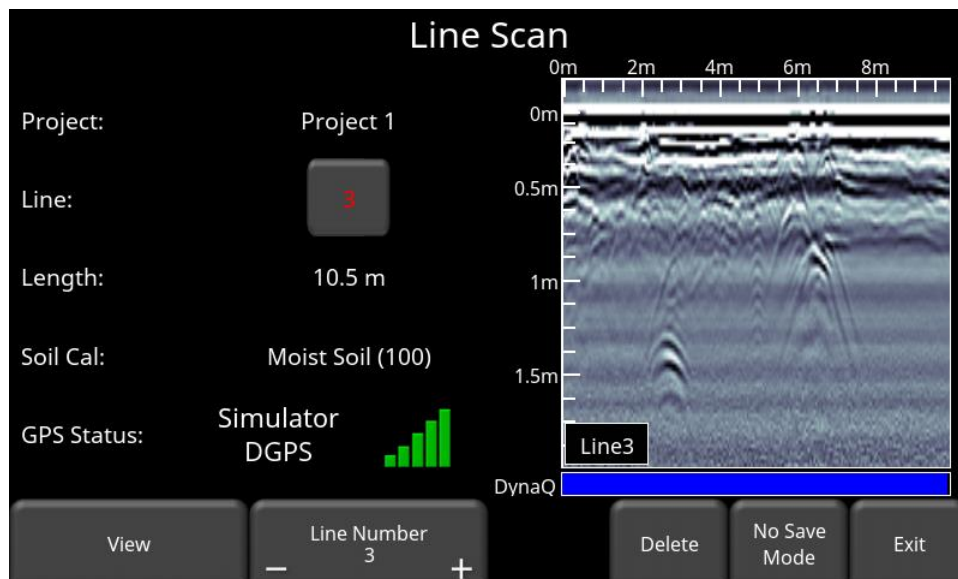 Line Scan
Project: Project 1
Line: 3
Length: 10.5 m
Soil Cal: Moist Soil (100)
GPS Status: Simulator
DGPS
0m 2m 4m 6m 8m
0m
0.5m
1m
1.5m
Line3
DynaQ
View
Line Number
3
− +
Delete
No Save
Mode
Exit